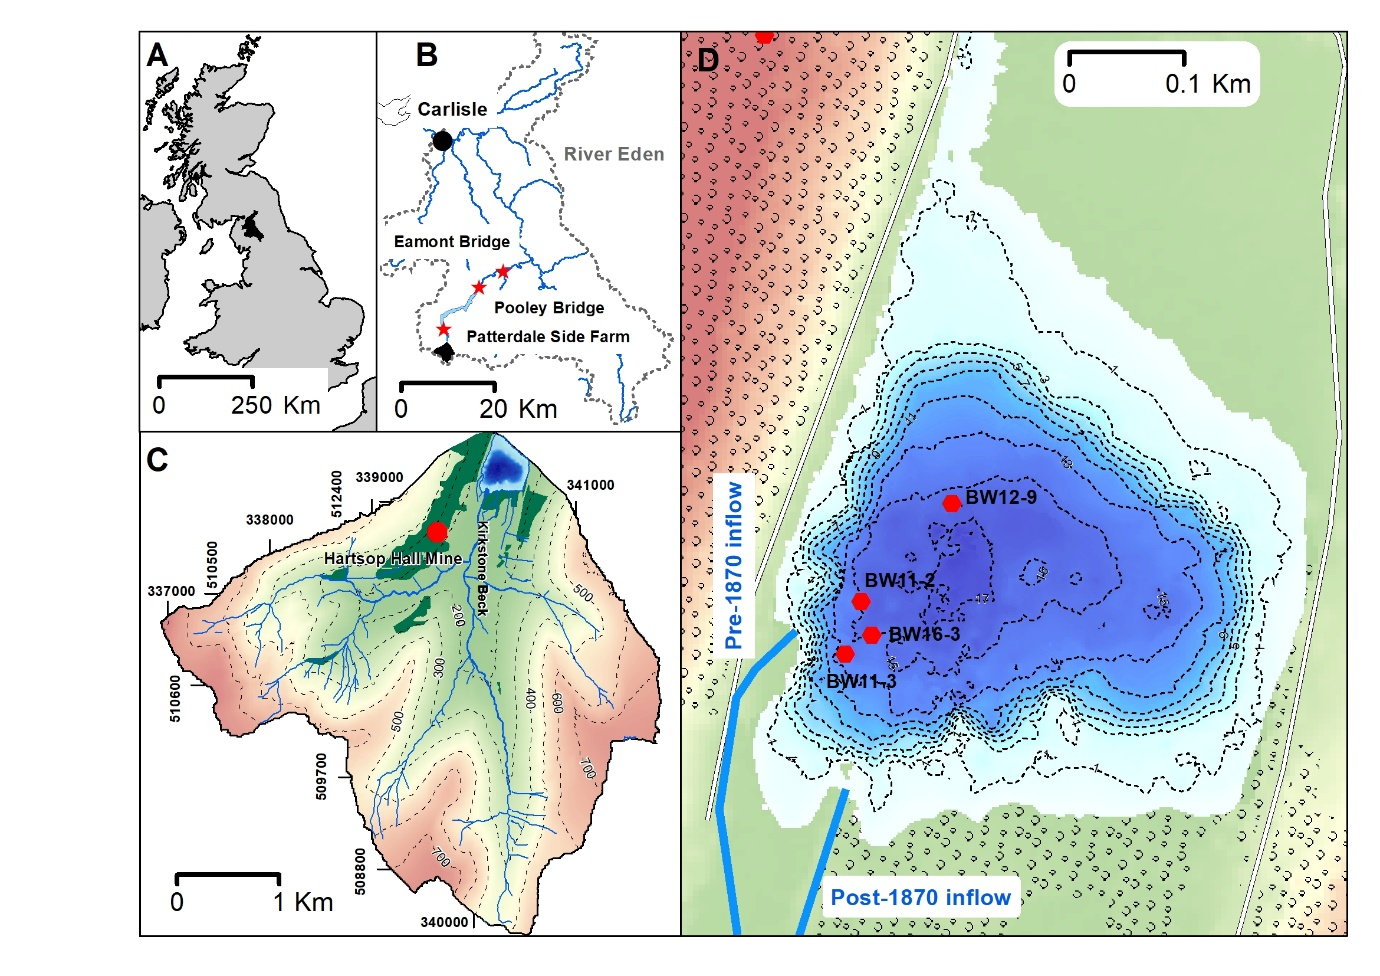 A
0 250 Km
B
Carlisle
River Eden
Eamont Bridge
Pooley Bridge
Patterdale Side Farm
0 20 Km
C
339000
341000
512400
338000
510500
337000
Hartsop Hall Mine
Kirkstone Beck
200
300
400
500
500
600
700
700
510600
509700
508800
340000
0 1 Km
D
0 0.1 Km
BW12-9
BW11-2
BW16-3
BW11-3
Pre-1870 inflow
Post-1870 inflow